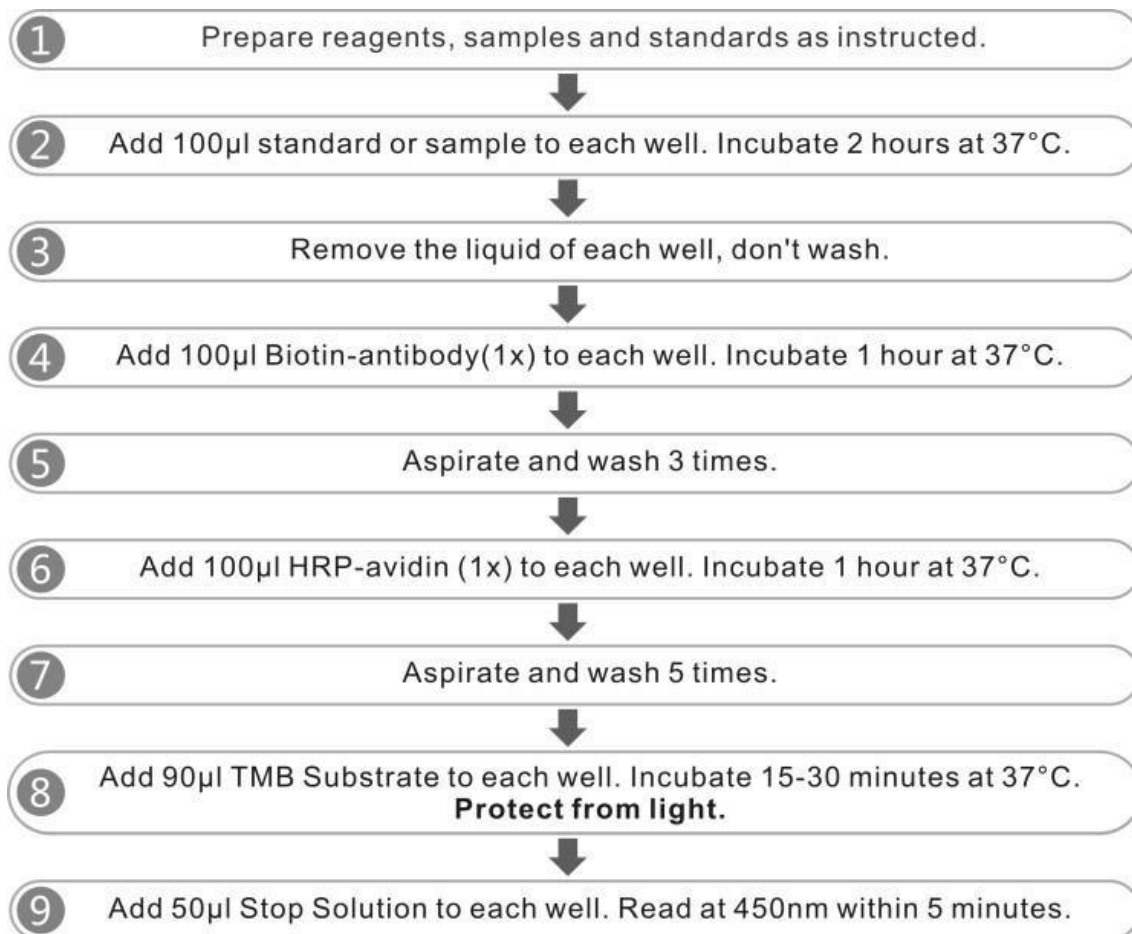 1 Prepare reagents, samples and standards as instructed.
2 Add 100µl standard or sample to each well. Incubate 2 hours at 37°C.
3 Remove the liquid of each well, don't wash.
4 Add 100µl Biotin-antibody(1x) to each well. Incubate 1 hour at 37°C.
5 Aspirate and wash 3 times.
6 Add 100µl HRP-avidin (1x) to each well. Incubate 1 hour at 37°C.
7 Aspirate and wash 5 times.
8 Add 90µl TMB Substrate to each well. Incubate 15-30 minutes at 37°C.
Protect from light.
9 Add 50µl Stop Solution to each well. Read at 450nm within 5 minutes.